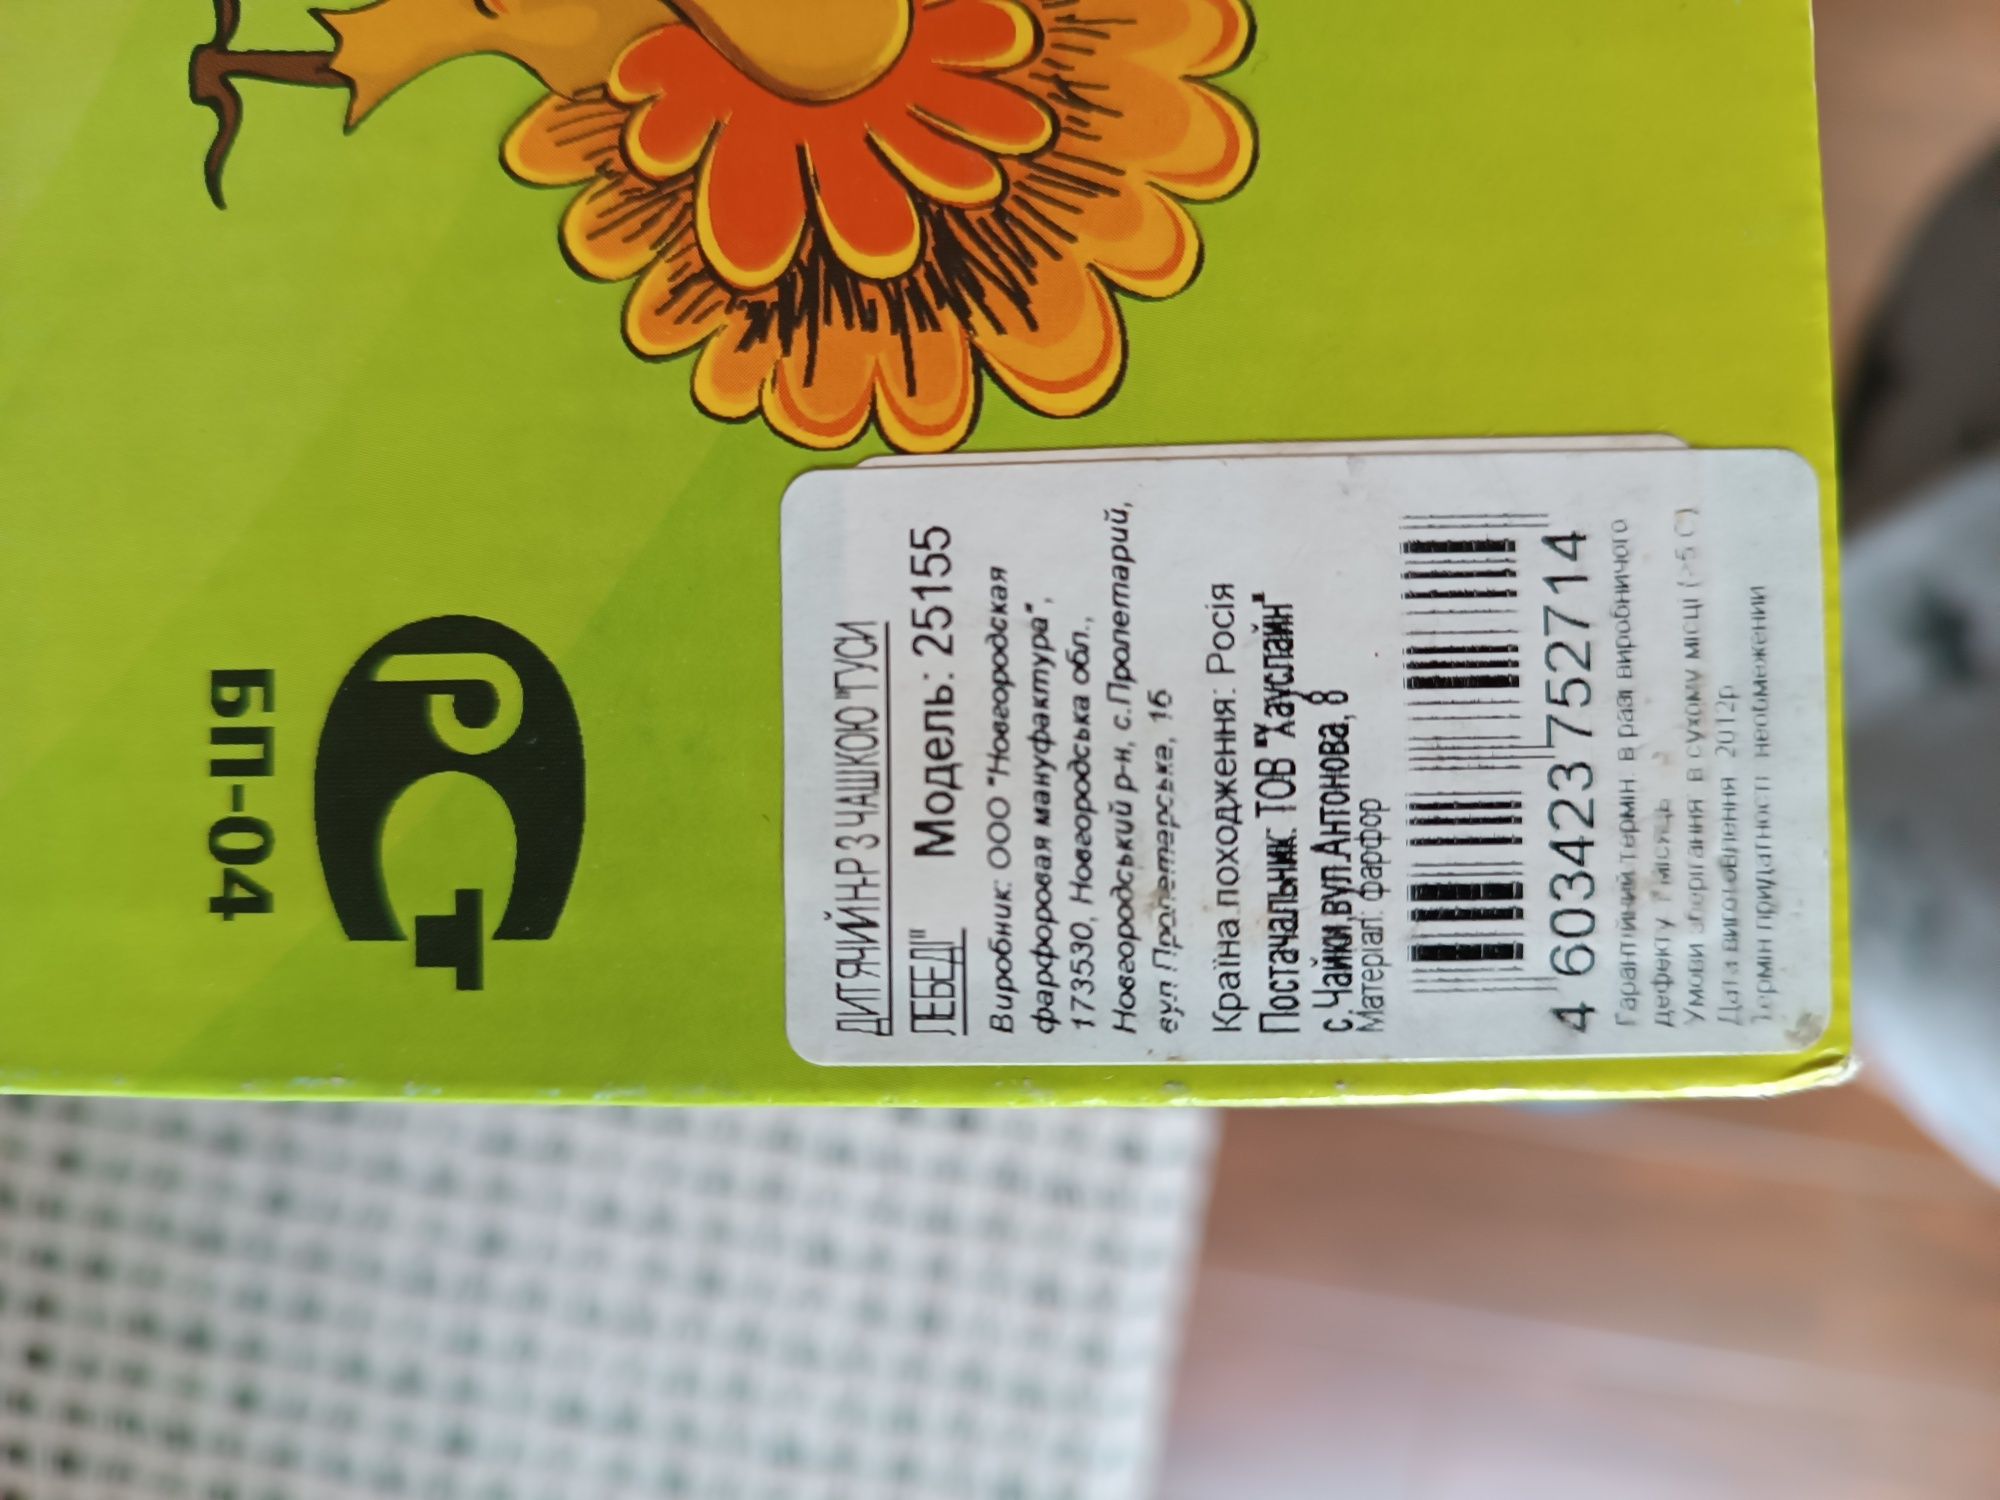 БП-04
РСТ
ДИТЯЧИЙ Н-Р З ЧАШКОЮ "ГУСИ
ЛЕБЕДІ"
Модель: 25155
Виробник: ООО "Новгородская
фарфоровая мануфактура",
173530, Новгородська обл.,
Новгородський р-н, с.Пролетарий,
вул Пролетарська, 16
Країна походження: Росія
Постачальник: ТОВ "Хауслайн"
с. Чайки,вул.Антонова, 8
Матеріал: фарфор
4 603423 752714
Гарантійний термін: в разі виробничого
дефекту 1 місяць
Умови зберігання: в сухому місці (>5 С)
Дата виготовлення 2012р
Термін придатності необмежений